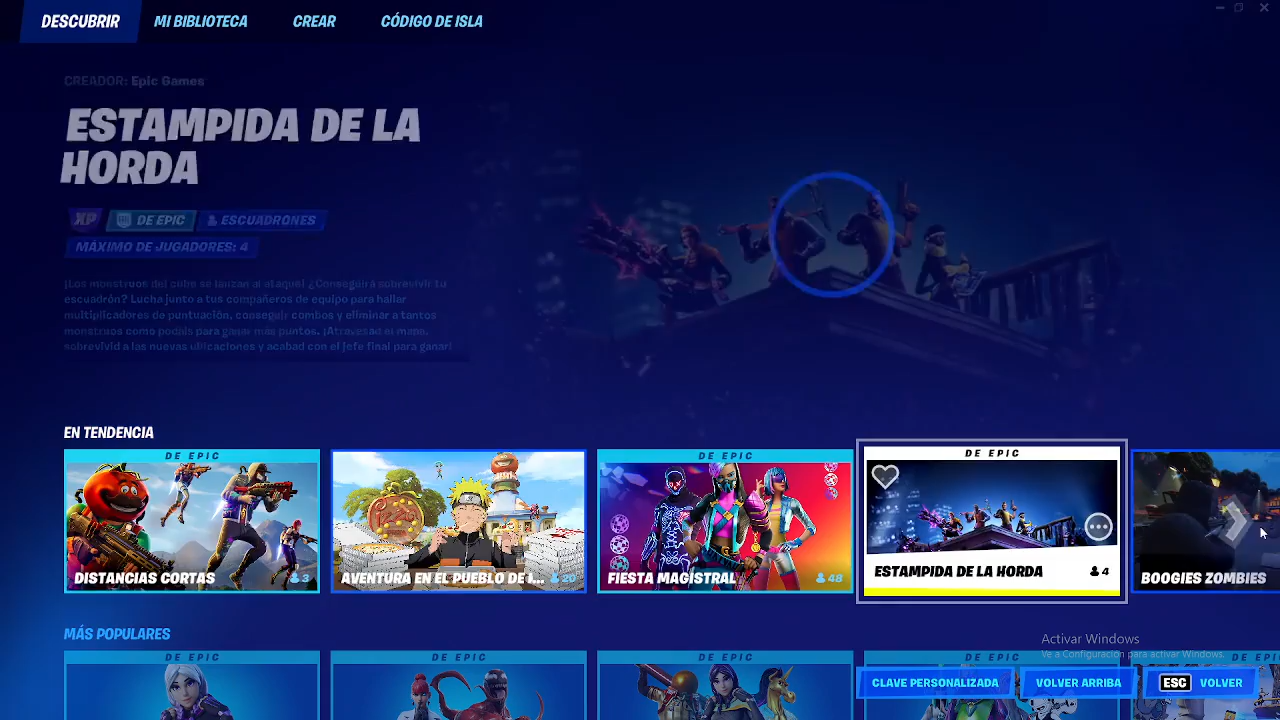 DESCUBRIR MI BIBLIOTECA CREAR CÓDIGO DE ISLA
CREADOR: Epic Games
ESTAMPIDA DE LA
HORDA
XP DE EPIC ESCUADRONES
MÁXIMO DE JUGADORES: 4
¡Los monstruos del cubo se lanzan al ataque! ¿Conseguirá sobrevivir tu
escuadrón? Lucha junto a tus compañeros de equipo para hallar
multiplicadores de puntuación, conseguir combos y eliminar a tantos
monstruos como podáis para ganar más puntos. ¡Atravesad el mapa,
sobrevivid a las nuevas ubicaciones y acabad con el jefe final para ganar!
EN TENDENCIA
DE EPIC DE EPIC DE EPIC
DISTANCIAS CORTAS 3 AVENTURA EN EL PUEBLO DE L... 20 FIESTA MAGISTRAL 48 ESTAMPIDA DE LA HORDA 4 BOOGIES ZOMBIES
MÁS POPULARES
DE EPIC DE EPIC DE EPIC DE EPIC DE EPIC
Activar Windows
Ve a Configuración para activar Windows.
CLAVE PERSONALIZADA VOLVER ARRIBA ESC VOLVER